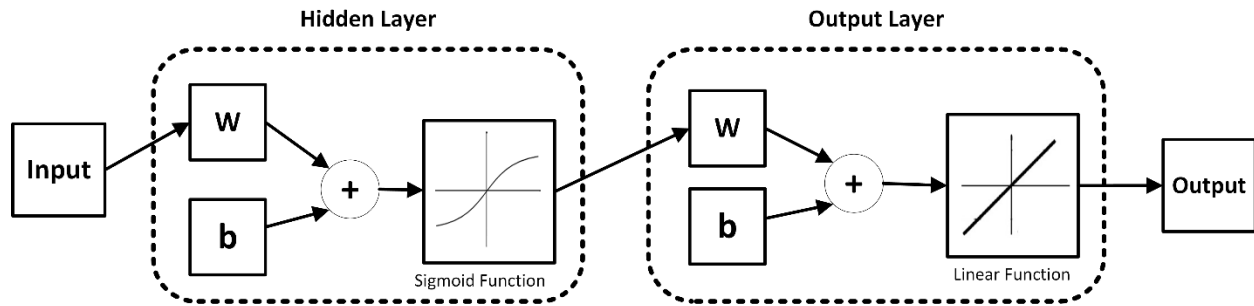 Hidden Layer
Output Layer
Input
W
b
+
Sigmoid Function
W
b
+
Linear Function
Output